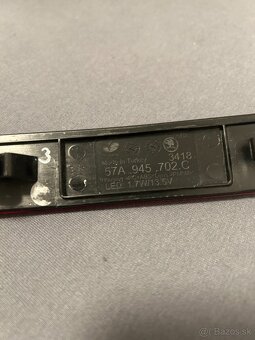 3
Made in Turkey
3418
57A .945 .702.C
LED: 1.7W/13.5V
Bazos.sk